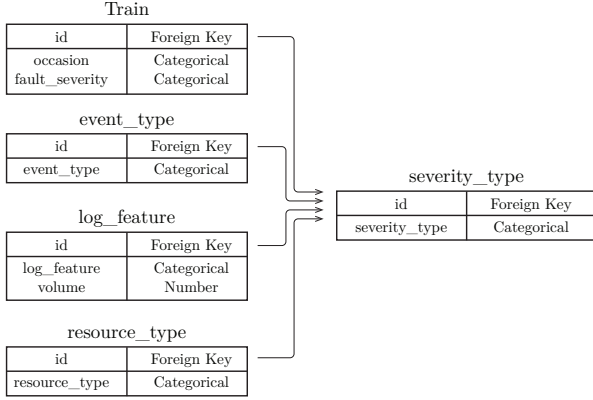 Train
id Foreign Key
occasion Categorical
fault_severity Categorical
event_type
id Foreign Key
event_type Categorical
log_feature
id Foreign Key
log_feature Categorical
volume Number
resource_type
id Foreign Key
resource_type Categorical
severity_type
id Foreign Key
severity_type Categorical